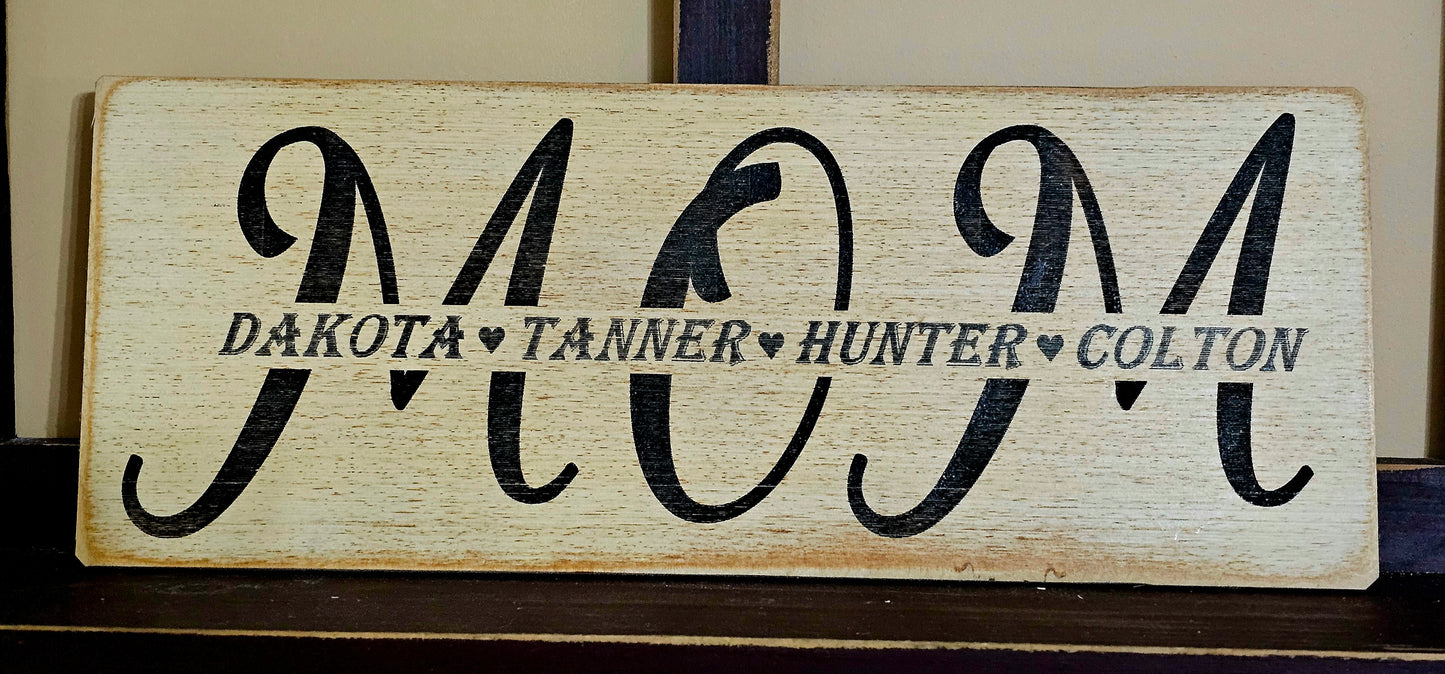 MOM
DAKOTA ♥ TANNER ♥ HUNTER ♥ COLTON